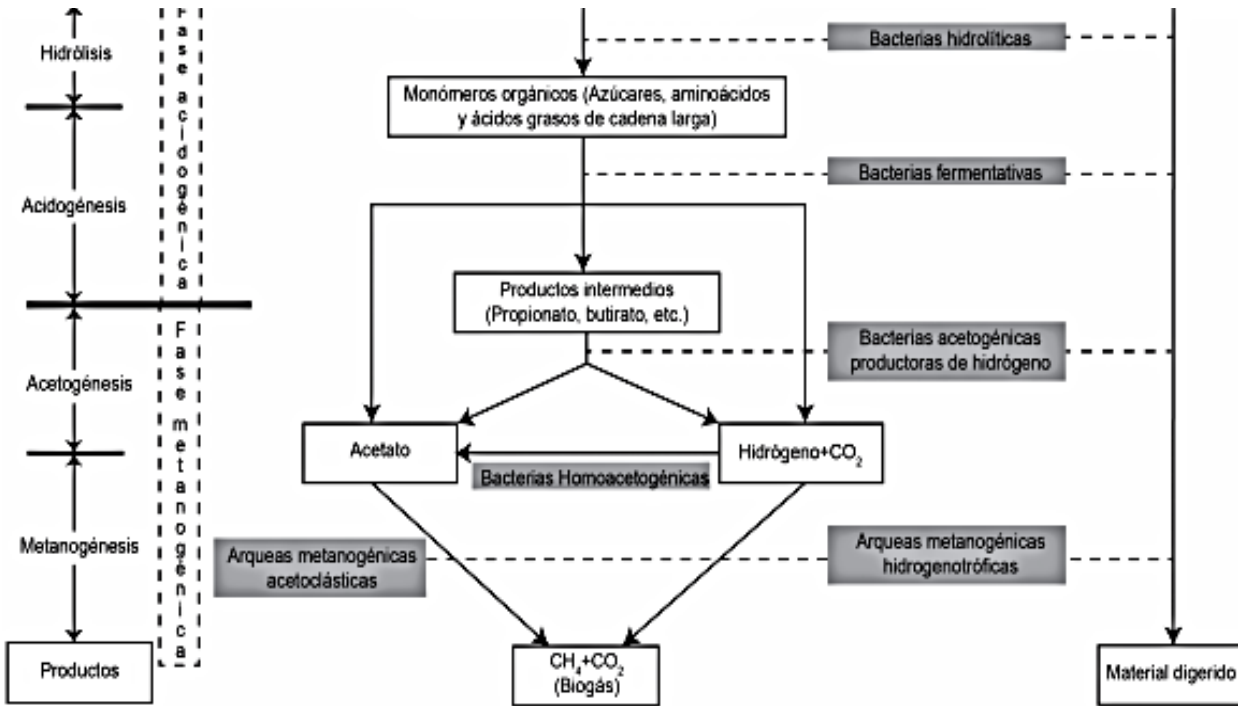 Hidrólisis
Acidogénesis
Acetogénesis
Metanogénesis
Productos
Fase acidogénica
Fase metanogénica
Bacterias hidrolíticas
Monómeros orgánicos (Azúcares, aminoácidos
y ácidos grasos de cadena larga)
Bacterias fermentativas
Productos intermedios
(Propionato, butirato, etc.)
Bacterias acetogénicas
productoras de hidrógeno
Acetato
Hidrógeno+CO₂
Bacterias Homoacetogénicas
Arqueas metanogénicas
acetoclásticas
Arqueas metanogénicas
hidrogenotróficas
CH₄+CO₂
(Biogás)
Material digerido